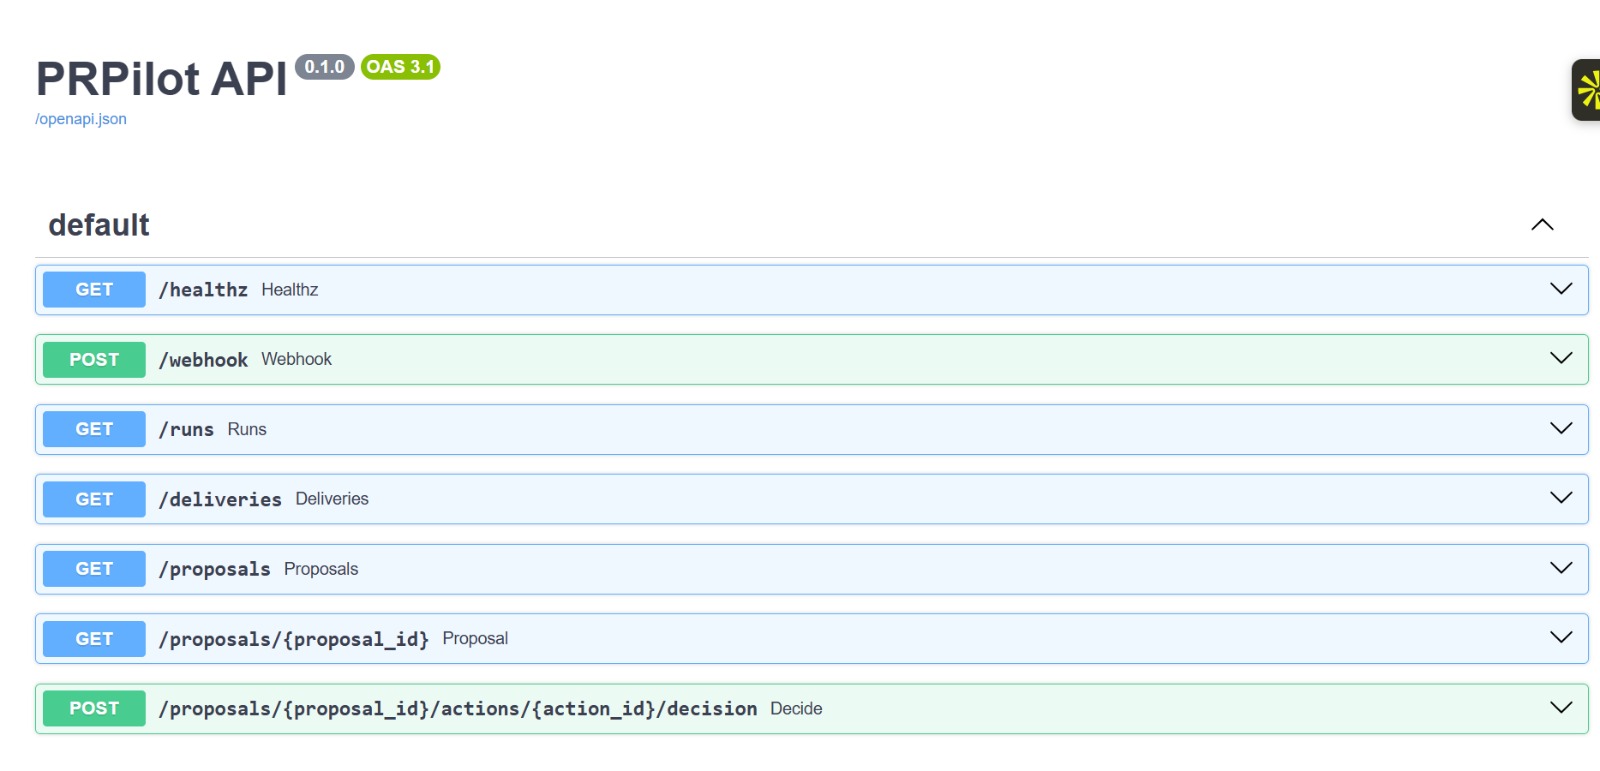 PRPilot API 0.1.0 OAS 3.1
/openapi.json
default
GET /healthz Healthz
POST /webhook Webhook
GET /runs Runs
GET /deliveries Deliveries
GET /proposals Proposals
GET /proposals/{proposal_id} Proposal
POST /proposals/{proposal_id}/actions/{action_id}/decision Decide